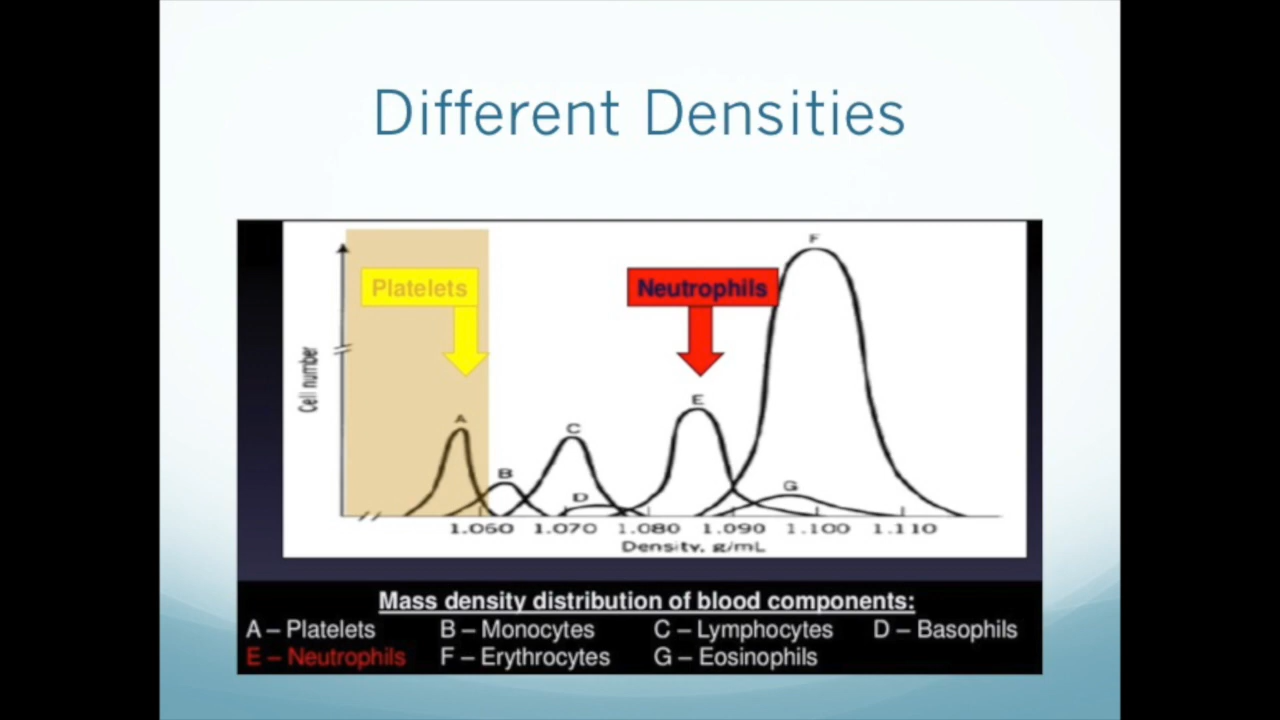 Different Densities
F
Platelets
Neutrophils
Cell number
A
B
C
D
E
G
1.060 1.070 1.080 1.090 1.100 1.110
Density, g/mL
Mass density distribution of blood components:
A – Platelets B – Monocytes C – Lymphocytes D – Basophils
E – Neutrophils F – Erythrocytes G – Eosinophils